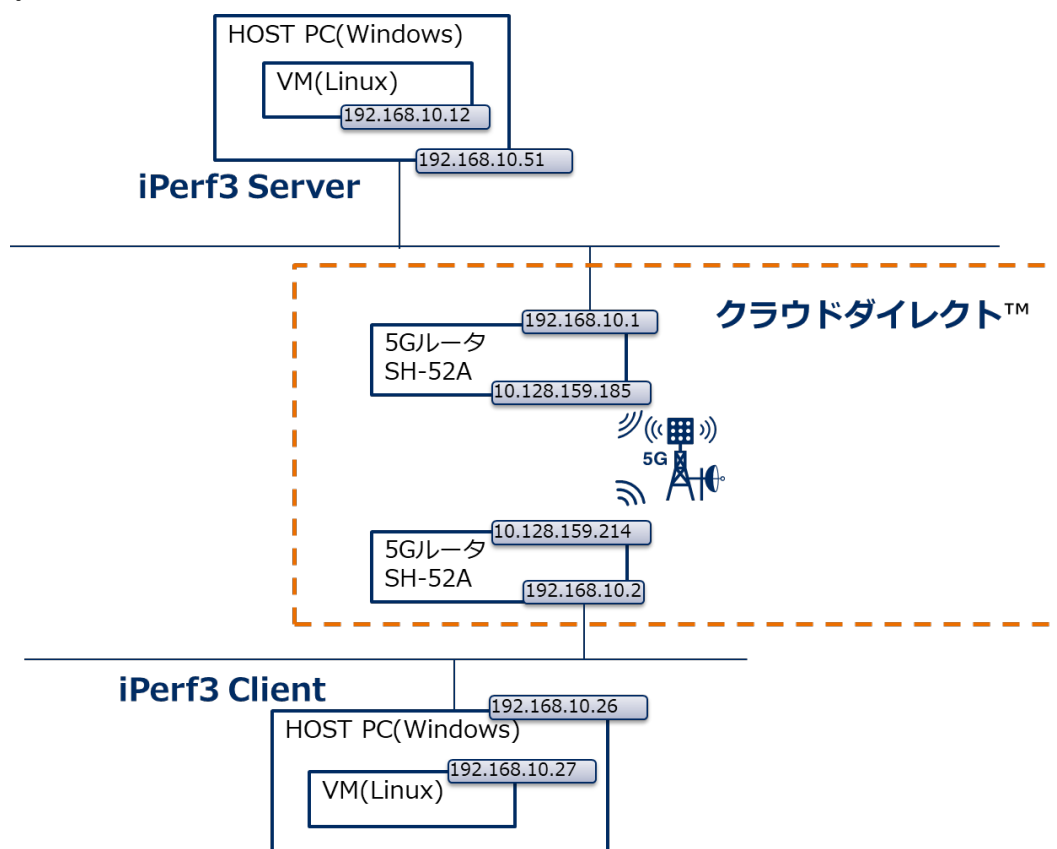 HOST PC(Windows)
VM(Linux)
192.168.10.12
192.168.10.51
iPerf3 Server
192.168.10.1
クラウドダイレクト™
5Gルータ
SH-52A
10.128.159.185
5G
10.128.159.214
5Gルータ
SH-52A
192.168.10.2
iPerf3 Client
192.168.10.26
HOST PC(Windows)
192.168.10.27
VM(Linux)